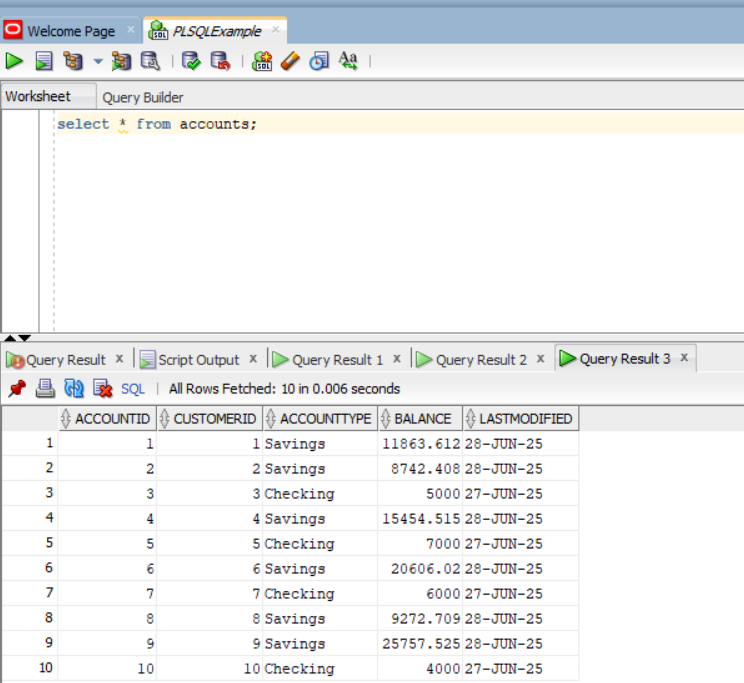 Welcome Page × SQL PLSQLExample ×
SQL Aa
Worksheet Query Builder
select * from accounts;
Query Result x Script Output x Query Result 1 x Query Result 2 x Query Result 3 x
SQL | All Rows Fetched: 10 in 0.006 seconds
ACCOUNTID CUSTOMERID ACCOUNTTYPE BALANCE LASTMODIFIED
1 1 1 Savings 11863.612 28-JUN-25
2 2 2 Savings 8742.408 28-JUN-25
3 3 3 Checking 5000 27-JUN-25
4 4 4 Savings 15454.515 28-JUN-25
5 5 5 Checking 7000 27-JUN-25
6 6 6 Savings 20606.02 28-JUN-25
7 7 7 Checking 6000 27-JUN-25
8 8 8 Savings 9272.709 28-JUN-25
9 9 9 Savings 25757.525 28-JUN-25
10 10 10 Checking 4000 27-JUN-25